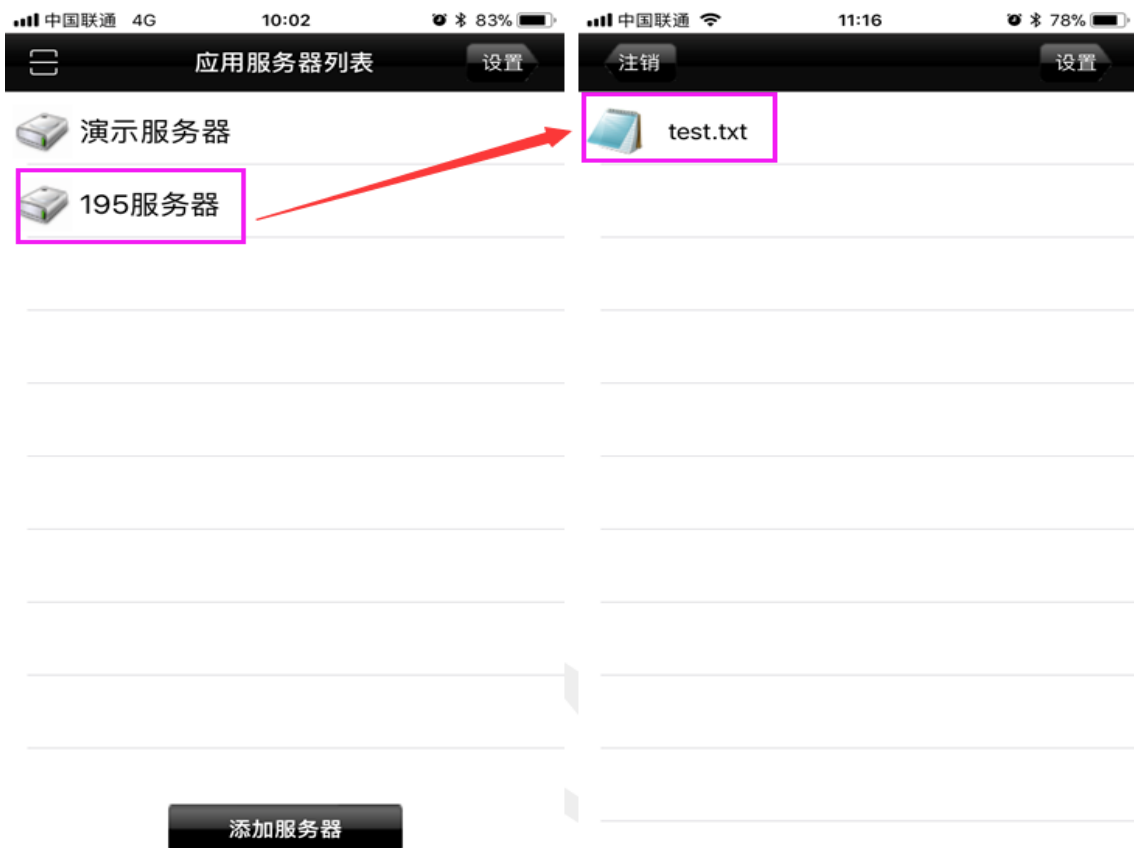 中国联通 4G 10:02 83%
应用服务器列表 设置
演示服务器
195服务器
添加服务器
中国联通 11:16 78%
注销 设置
test.txt